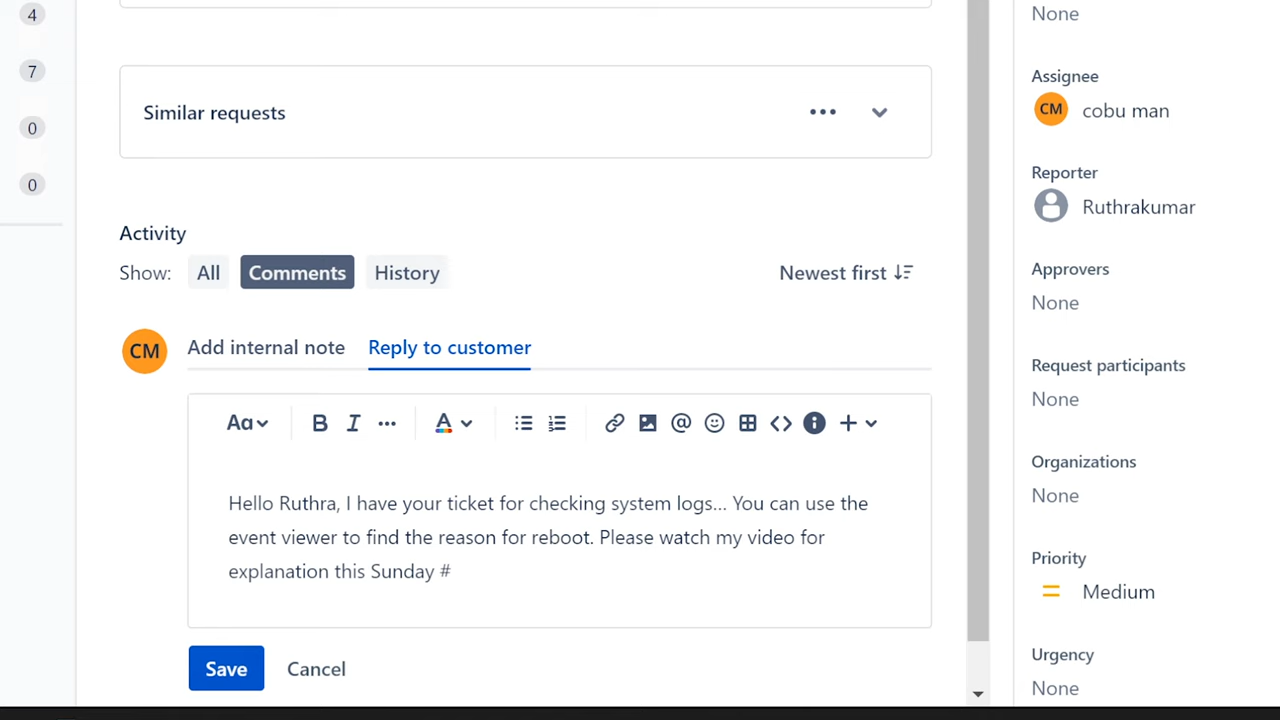 4
7
0
0
Similar requests
Activity
Show: All Comments History Newest first
CM Add internal note Reply to customer
Aa B I A @ +
Hello Ruthra, I have your ticket for checking system logs... You can use the
event viewer to find the reason for reboot. Please watch my video for
explanation this Sunday #
Save Cancel
None
Assignee
CM cobu man
Reporter
Ruthrakumar
Approvers
None
Request participants
None
Organizations
None
Priority
Medium
Urgency
None